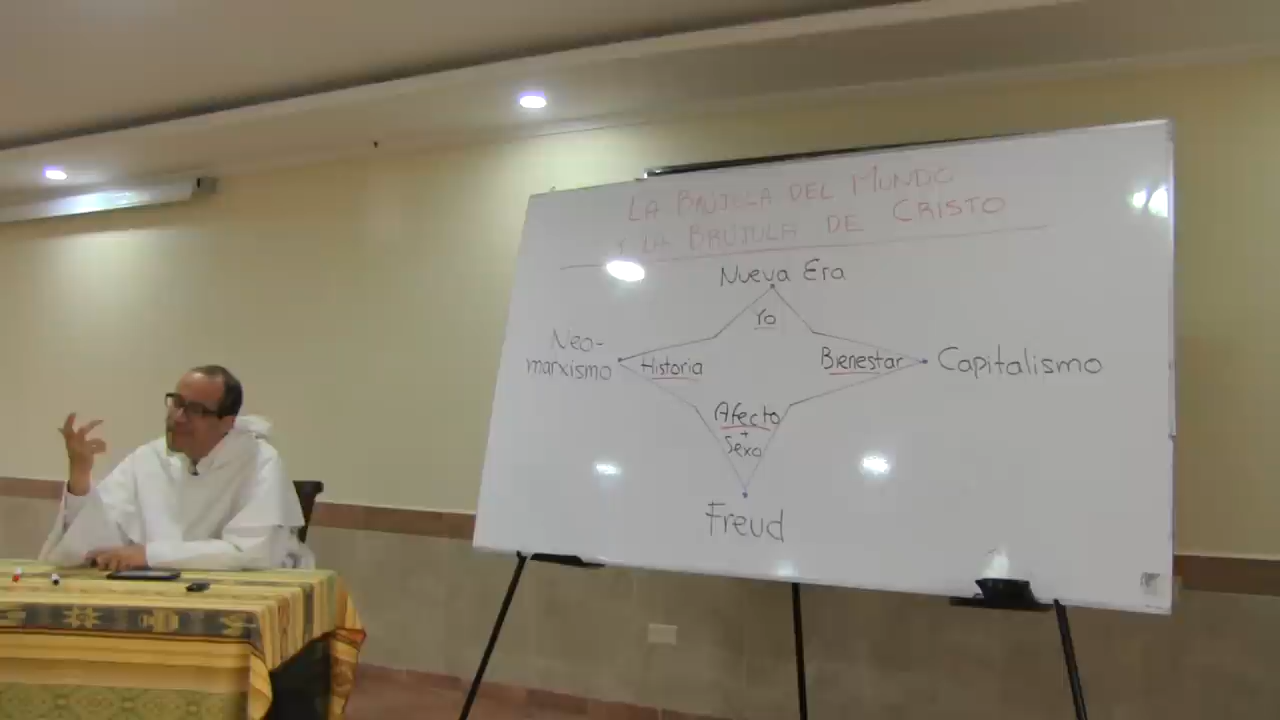 LA BRUJULA DEL MUNDO
Y LA BRUJULA DE CRISTO
Nueva Era
Yo
Neo-
marxismo
Historia
Bienestar
Capitalismo
Afecto
+
Sexo
Freud